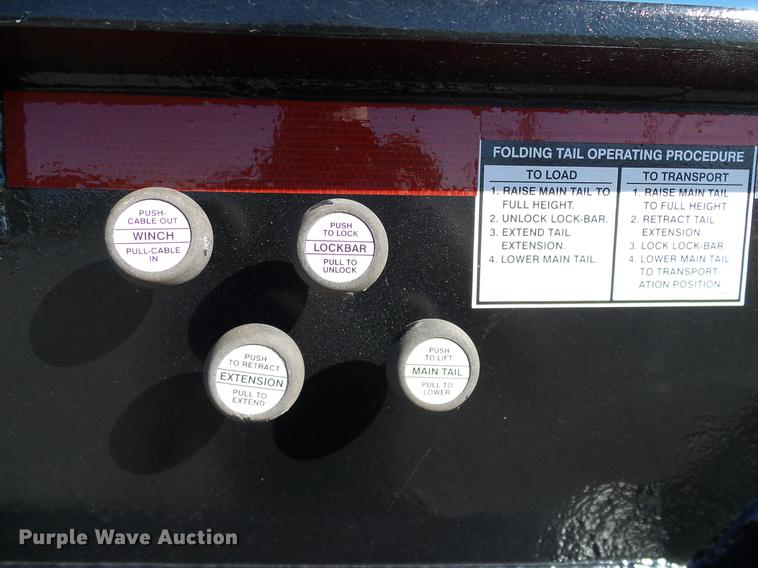 PUSH-
CABLE OUT
WINCH
PULL-CABLE
IN
PUSH
TO LOCK
LOCKBAR
PULL TO
UNLOCK
PUSH
TO RETRACT
EXTENSION
PULL TO
EXTEND
PUSH
TO LIFT
MAIN TAIL
PULL TO
LOWER
FOLDING TAIL OPERATING PROCEDURE
TO LOAD
1. RAISE MAIN TAIL TO
FULL HEIGHT.
2. UNLOCK LOCK-BAR.
3. EXTEND TAIL
EXTENSION.
4. LOWER MAIN TAIL.
TO TRANSPORT
1. RAISE MAIN TAIL
TO FULL HEIGHT.
2. RETRACT TAIL
EXTENSION.
3. LOCK LOCK-BAR
4. LOWER MAIN TAIL
TO TRANSPORT-
ATION POSITION
Purple Wave Auction